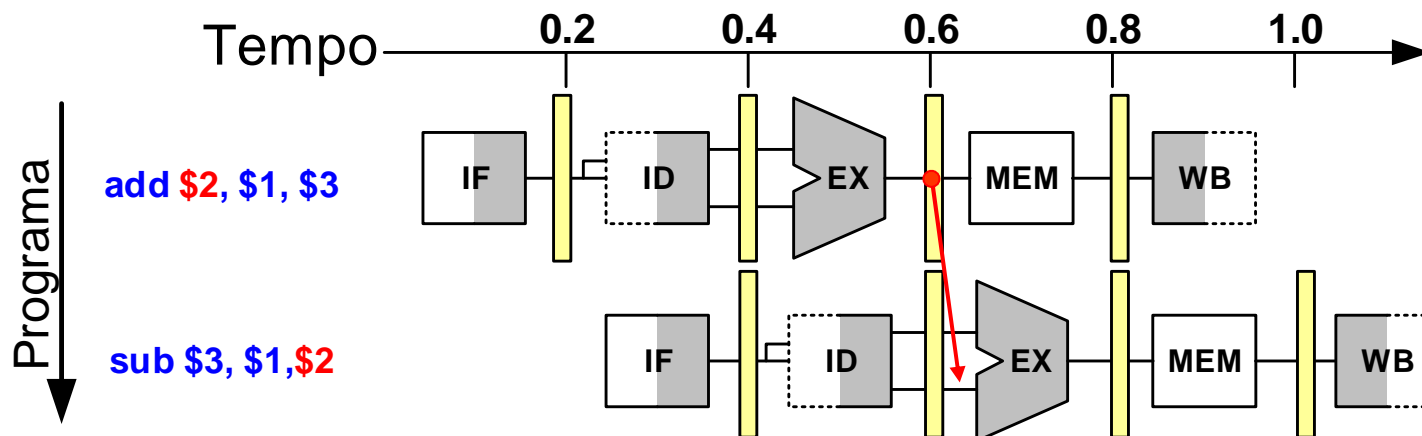 Tempo 0.2 0.4 0.6 0.8 1.0
Programa
add $2, $1, $3
IF ID EX MEM WB
sub $3, $1,$2
IF ID EX MEM WB